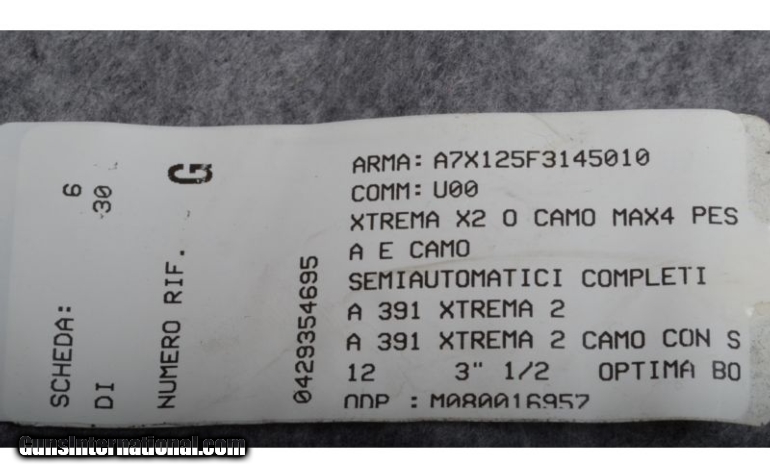 SCHEDA: 6
DI 30
NUMERO RIF. G
0429354695
ARMA: A7X125F3145010
COMM: U00
XTREMA X2 O CAMO MAX4 PES
A E CAMO
SEMIAUTOMATICI COMPLETI
A 391 XTREMA 2
A 391 XTREMA 2 CAMO CON S
12 3" 1/2 OPTIMA BO
: M080016957
GunsInternational.com